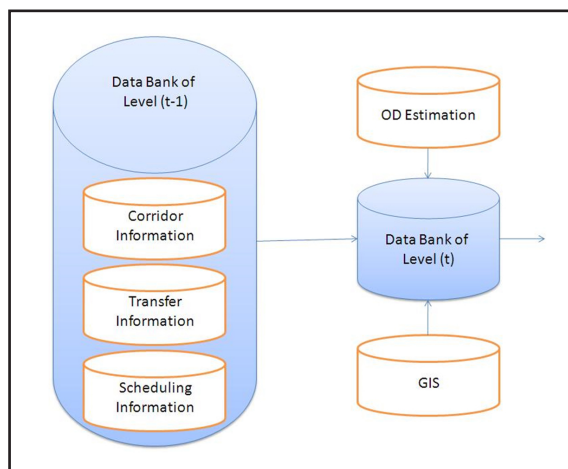 Data Bank of
Level (t-1)
Corridor
Information
Transfer
Information
Scheduling
Information
OD Estimation
Data Bank of
Level (t)
GIS